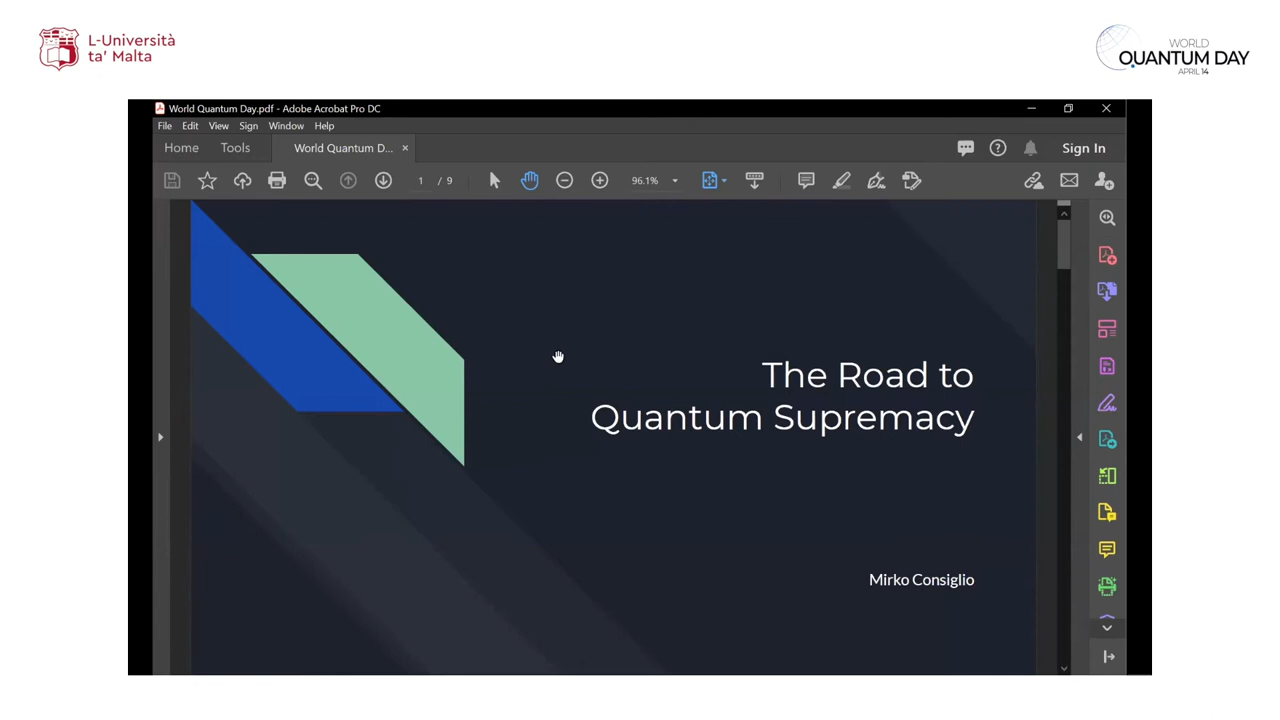 L-Università
ta' Malta
WORLD
QUANTUM DAY
APRIL 14
World Quantum Day.pdf - Adobe Acrobat Pro DC
File Edit View Sign Window Help
Home Tools World Quantum D... × Sign In
1 / 9 96.1%
The Road to
Quantum Supremacy
Mirko Consiglio